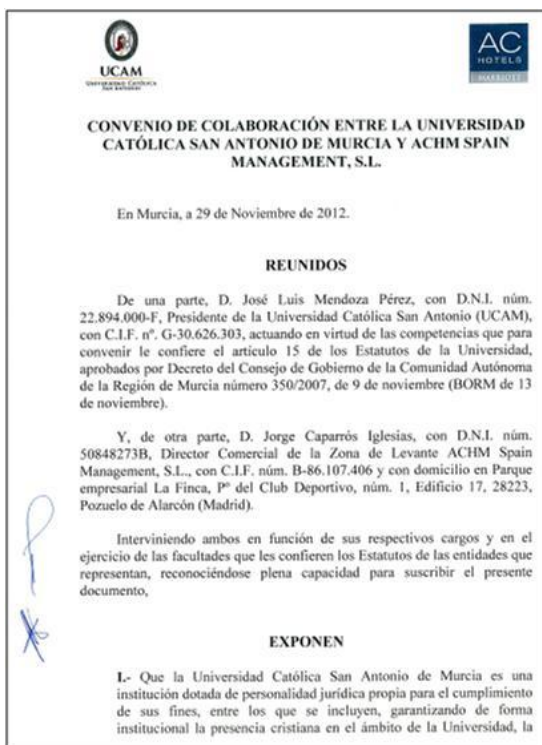 UCAM
UNIVERSIDAD CATÓLICA
SAN ANTONIO
AC
HOTELS
MARRIOTT
CONVENIO DE COLABORACIÓN ENTRE LA UNIVERSIDAD
CATÓLICA SAN ANTONIO DE MURCIA Y ACHM SPAIN
MANAGEMENT, S.L.
En Murcia, a 29 de Noviembre de 2012.
REUNIDOS
De una parte, D. José Luis Mendoza Pérez, con D.N.I. núm.
22.894.000-F, Presidente de la Universidad Católica San Antonio (UCAM),
con C.I.F. nº. G-30.626.303, actuando en virtud de las competencias que para
convenir le confiere el artículo 15 de los Estatutos de la Universidad,
aprobados por Decreto del Consejo de Gobierno de la Comunidad Autónoma
de la Región de Murcia número 350/2007, de 9 de noviembre (BORM de 13
de noviembre).
Y, de otra parte, D. Jorge Caparrós Iglesias, con D.N.I. núm.
50848273B, Director Comercial de la Zona de Levante ACHM Spain
Management, S.L., con C.I.F. núm. B-86.107.406 y con domicilio en Parque
empresarial La Finca, Pº del Club Deportivo, núm. 1, Edificio 17, 28223,
Pozuelo de Alarcón (Madrid).
Interviniendo ambos en función de sus respectivos cargos y en el
ejercicio de las facultades que les confieren los Estatutos de las entidades que
representan, reconociéndose plena capacidad para suscribir el presente
documento,
EXPONEN
I.- Que la Universidad Católica San Antonio de Murcia es una
institución dotada de personalidad jurídica propia para el cumplimiento
de sus fines, entre los que se incluyen, garantizando de forma
institucional la presencia cristiana en el ámbito de la Universidad, la